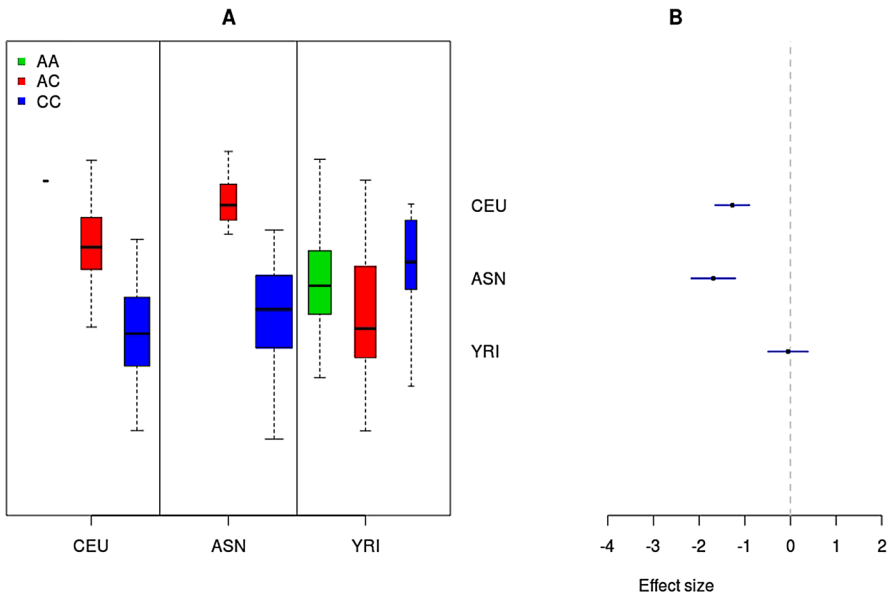 A
AA
AC
CC
CEU ASN YRI
B
CEU
ASN
YRI
-4 -3 -2 -1 0 1 2
Effect size